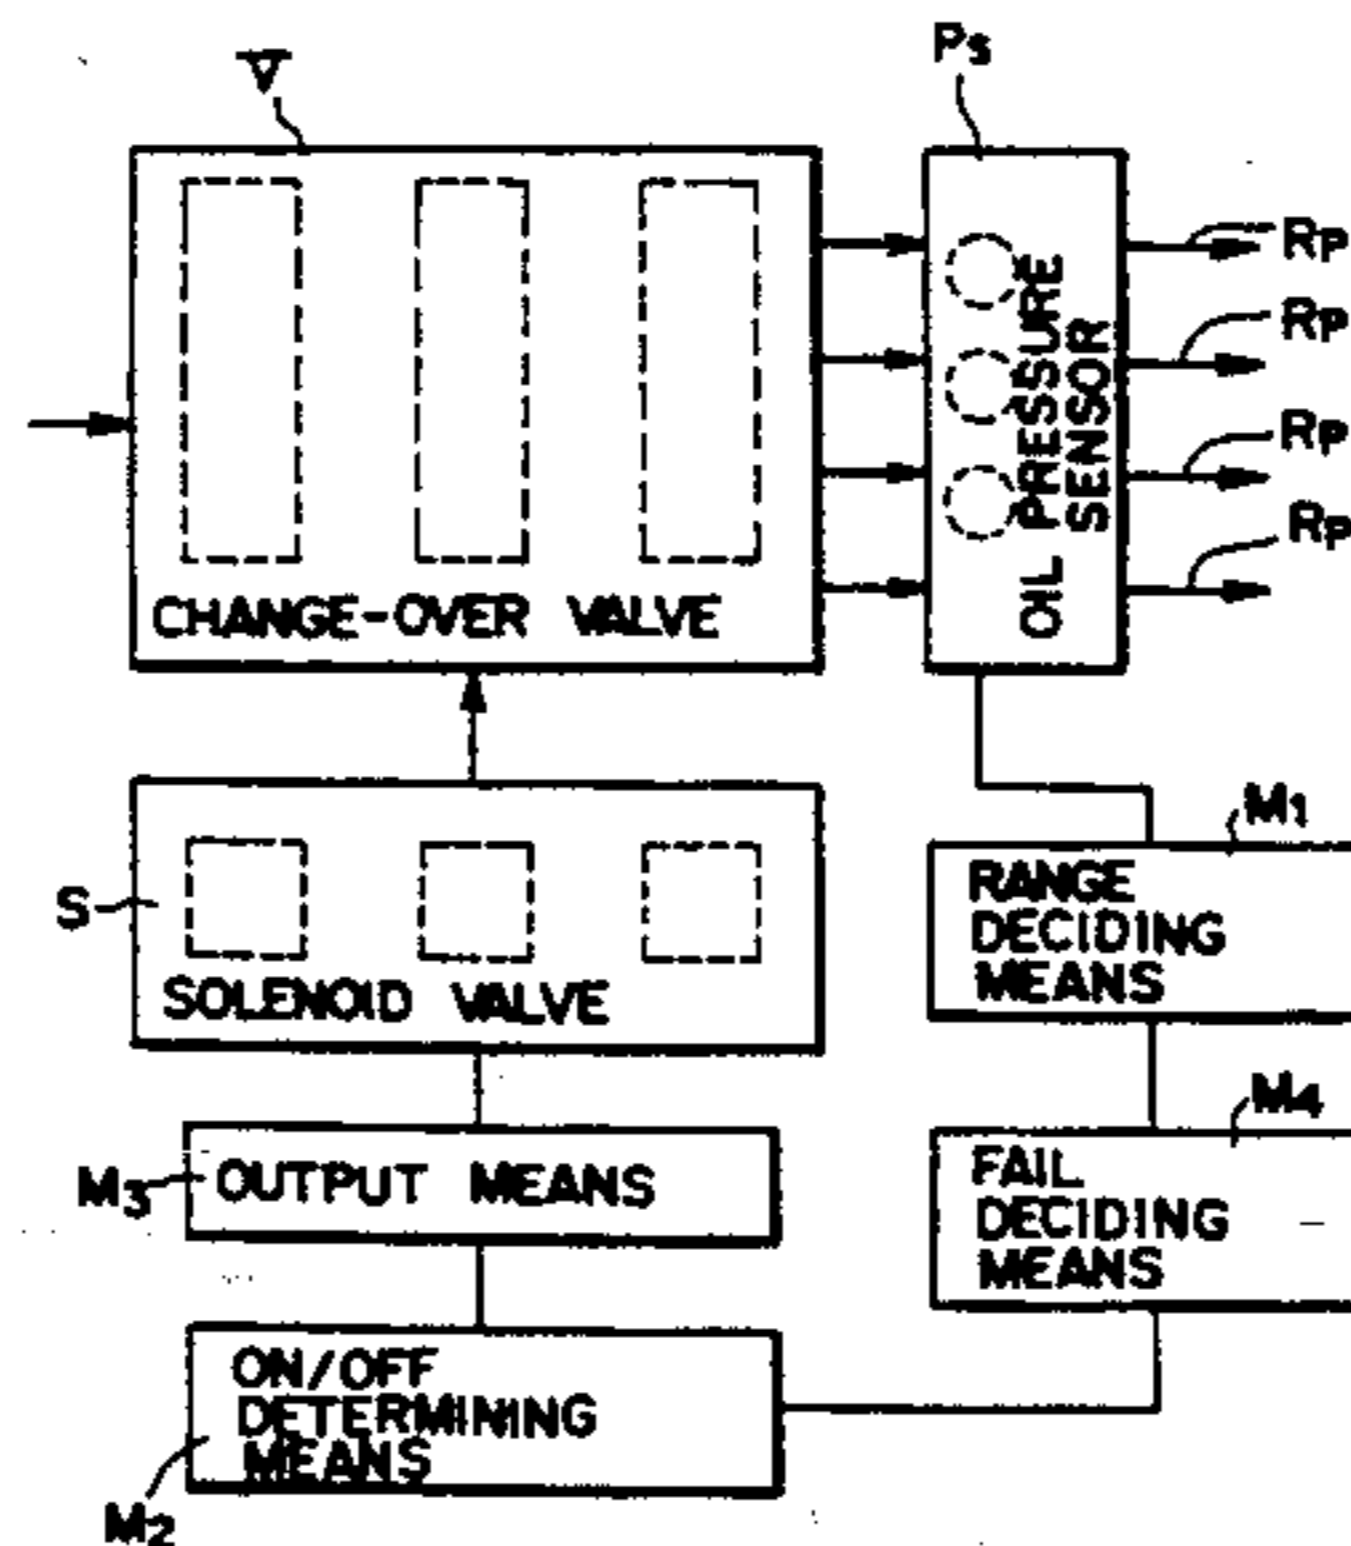 V
Ps
Rp
Rp
Rp
Rp
CHANGE-OVER VALVE
OIL PRESSURE
SENSOR
M1
RANGE
DECIDING
MEANS
S
SOLENOID VALVE
M4
FAIL
DECIDING
MEANS
M3
OUTPUT MEANS
ON/OFF
DETERMINING
MEANS
M2